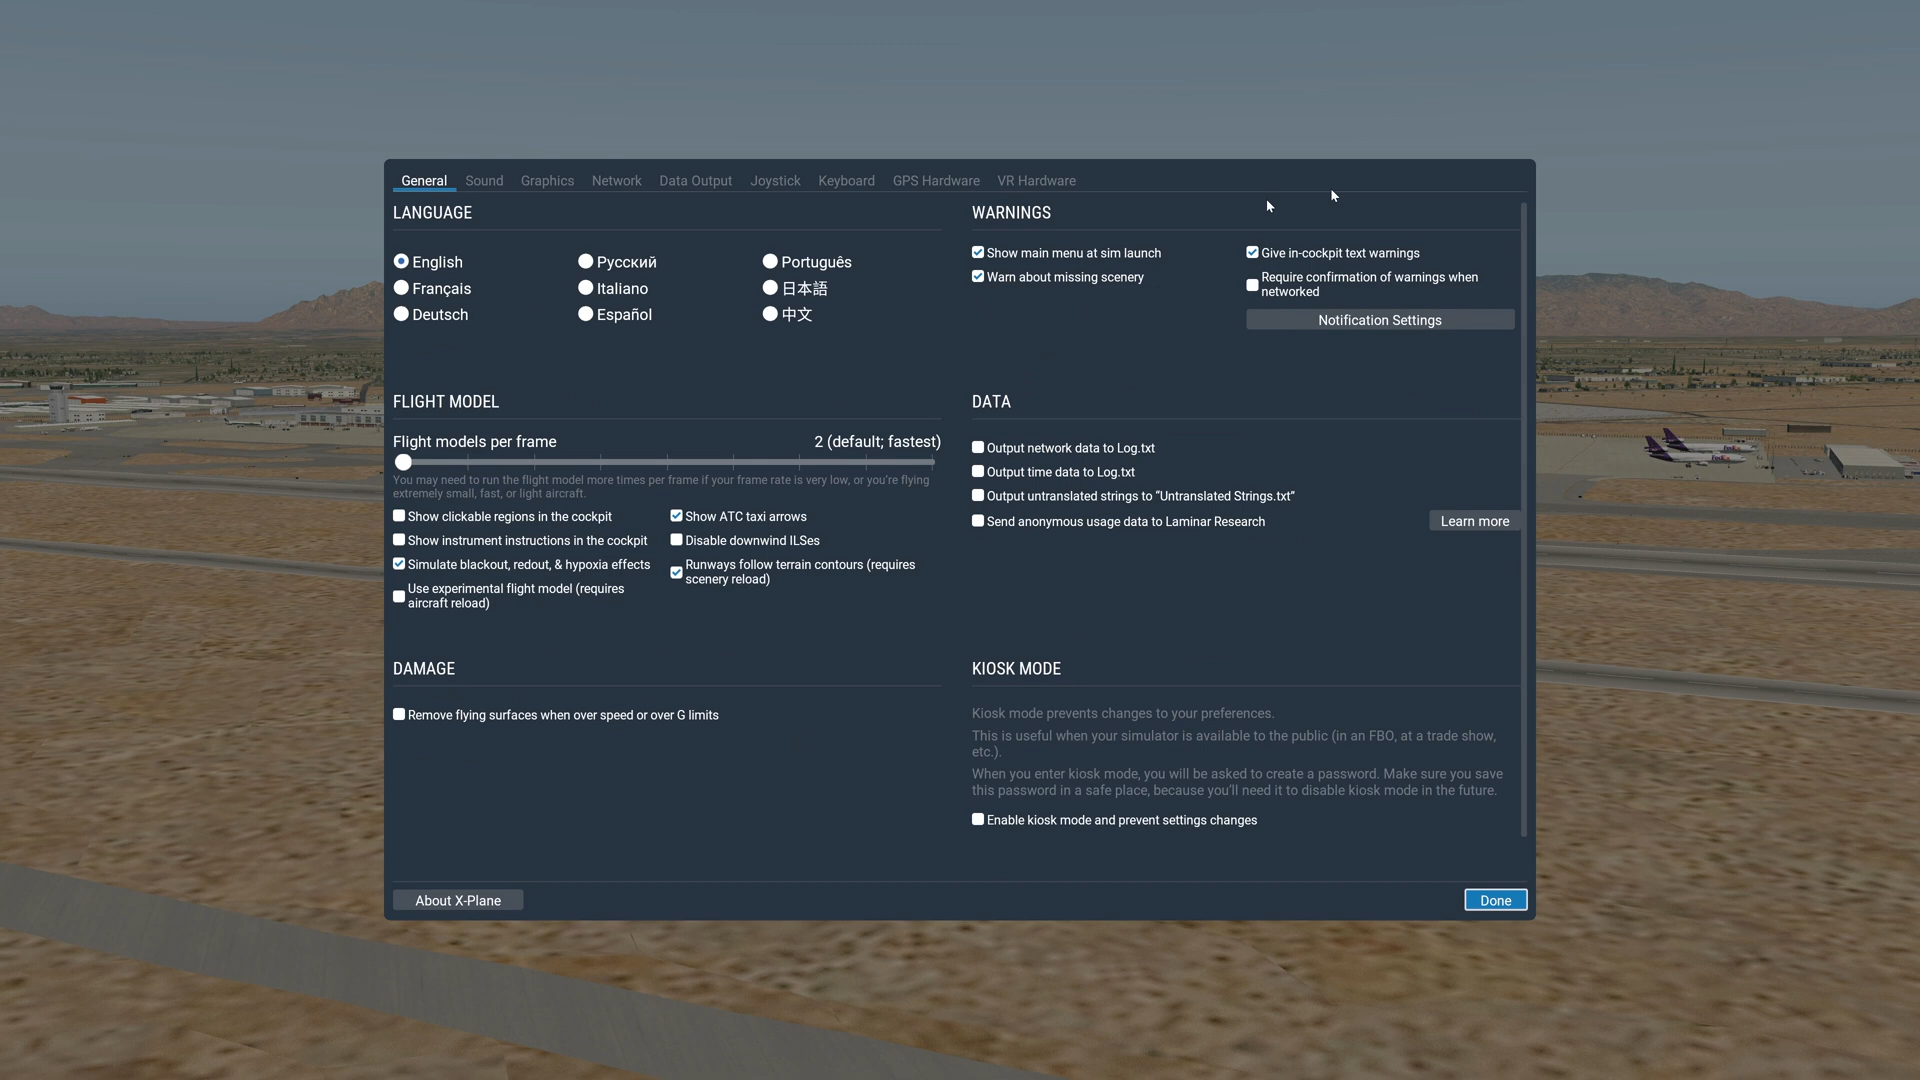 General Sound Graphics Network Data Output Joystick Keyboard GPS Hardware VR Hardware
LANGUAGE
English Русский Português
Français Italiano 日本語
Deutsch Español 中文
WARNINGS
Show main menu at sim launch
Warn about missing scenery
Give in-cockpit text warnings
Require confirmation of warnings when
networked
Notification Settings
FLIGHT MODEL
Flight models per frame 2 (default; fastest)
You may need to run the flight model more times per frame if your frame rate is very low, or you’re flying
extremely small, fast, or light aircraft.
Show clickable regions in the cockpit
Show instrument instructions in the cockpit
Simulate blackout, redout, & hypoxia effects
Use experimental flight model (requires
aircraft reload)
Show ATC taxi arrows
Disable downwind ILSes
Runways follow terrain contours (requires
scenery reload)
DATA
Output network data to Log.txt
Output time data to Log.txt
Output untranslated strings to “Untranslated Strings.txt”
Send anonymous usage data to Laminar Research Learn more
DAMAGE
Remove flying surfaces when over speed or over G limits
KIOSK MODE
Kiosk mode prevents changes to your preferences.
This is useful when your simulator is available to the public (in an FBO, at a trade show,
etc.).
When you enter kiosk mode, you will be asked to create a password. Make sure you save
this password in a safe place, because you’ll need it to disable kiosk mode in the future.
Enable kiosk mode and prevent settings changes
About X-Plane Done
FedEx
FedEx